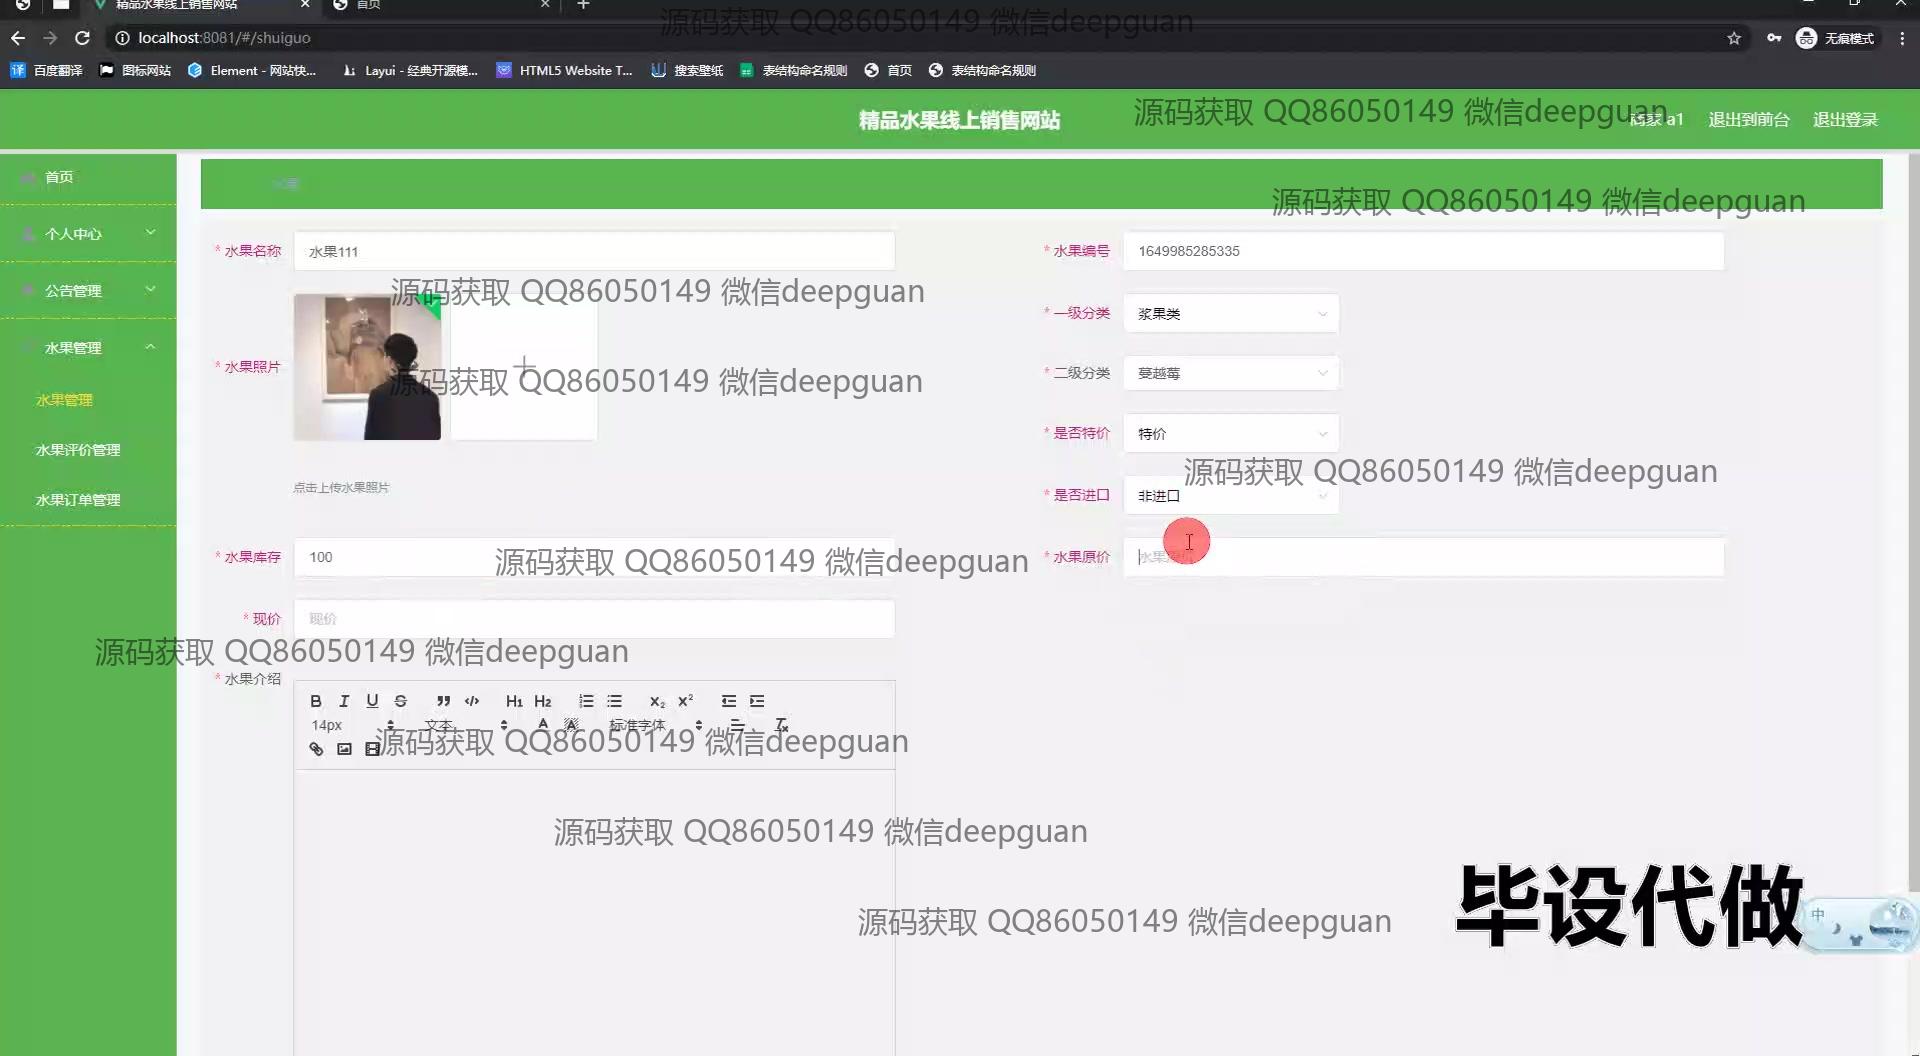 精品水果线上销售网站
首页
源码获取 QQ86050149 微信deepguan
localhost:8081/#/shuiguo
无痕模式
百度翻译 图标网站 Element - 网站快... Layui - 经典开源模... HTML5 Website T... 搜索壁纸 表结构命名规则 首页 表结构命名规则
精品水果线上销售网站
源码获取 QQ86050149 微信deepguan
商家 a1 退出到前台 退出登录
首页
个人中心
公告管理
水果管理
水果管理
水果评价管理
水果订单管理
源码获取 QQ86050149 微信deepguan
* 水果名称 水果111
* 水果编号 1649985285335
源码获取 QQ86050149 微信deepguan
* 一级分类 浆果类
* 水果照片
源码获取 QQ86050149 微信deepguan
* 二级分类 蔓越莓
* 是否特价 特价
源码获取 QQ86050149 微信deepguan
点击上传水果照片
* 是否进口 非进口
* 水果库存 100
源码获取 QQ86050149 微信deepguan
* 水果原价
* 现价 现价
源码获取 QQ86050149 微信deepguan
* 水果介绍
B I U S H1 H2 X2 X2
14px 文本 A A 标准字体
源码获取 QQ86050149 微信deepguan
源码获取 QQ86050149 微信deepguan
源码获取 QQ86050149 微信deepguan
毕设代做
中